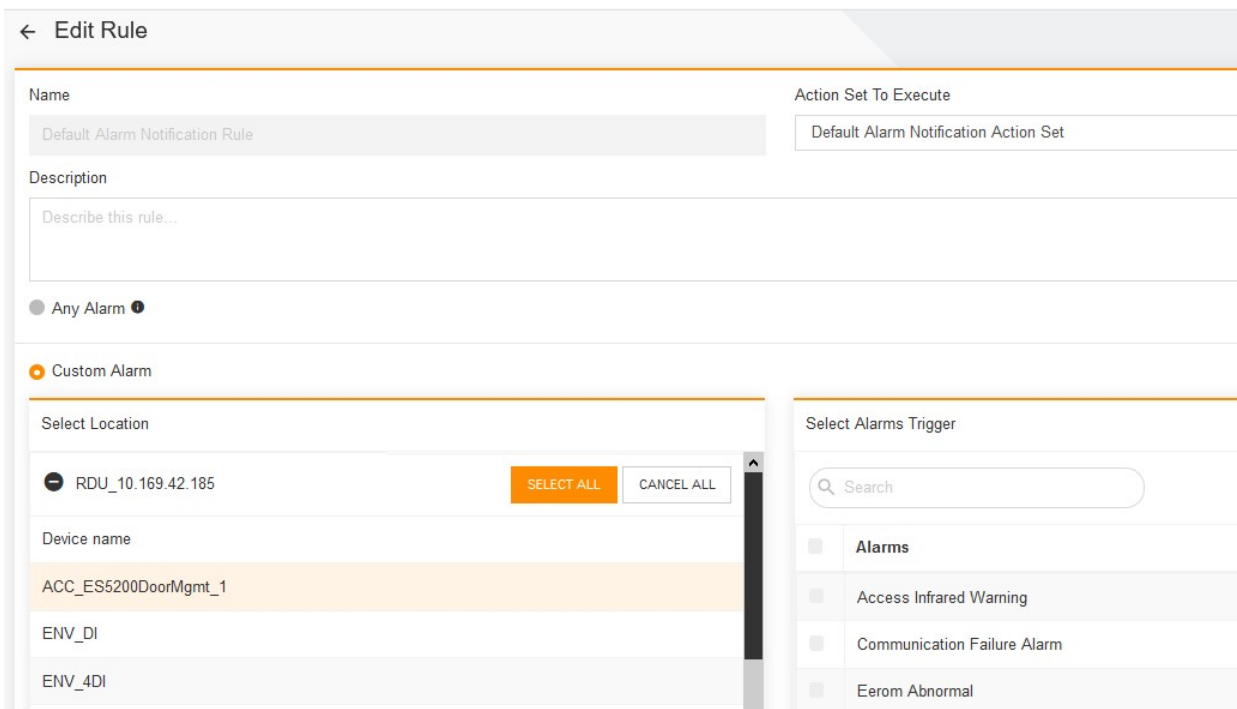 Edit Rule
Name
Action Set To Execute
Default Alarm Notification Rule
Default Alarm Notification Action Set
Description
Describe this rule...
Any Alarm
Custom Alarm
Select Location
Select Alarms Trigger
RDU_10.169.42.185
SELECT ALL
CANCEL ALL
Search
Device name
Alarms
ACC_ES5200DoorMgmt_1
Access Infrared Warning
ENV_DI
Communication Failure Alarm
ENV_4DI
Eerom Abnormal